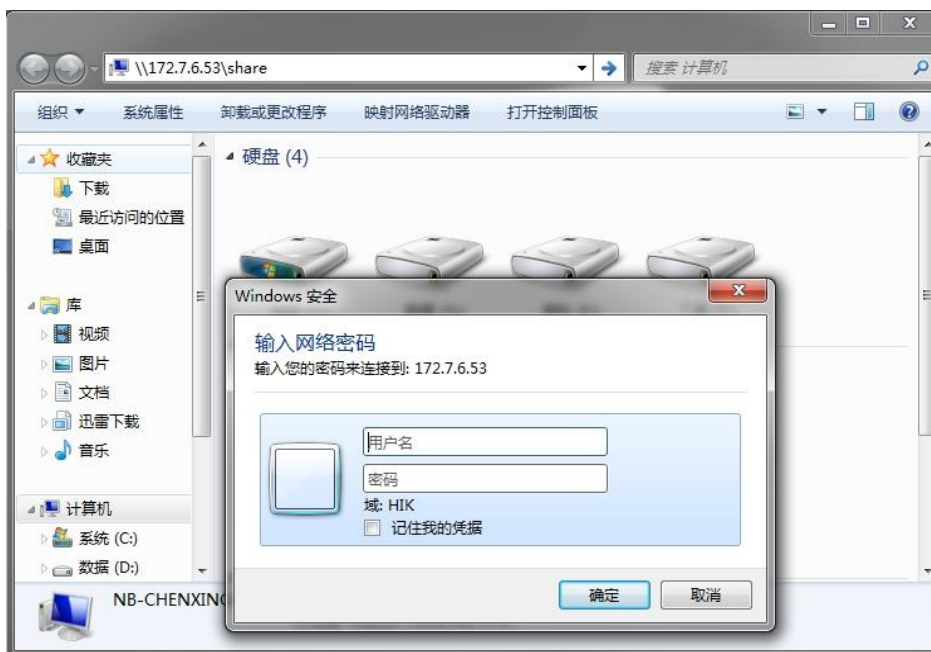 \\172.7.6.53\share
搜索 计算机
组织 系统属性 卸载或更改程序 映射网络驱动器 打开控制面板
收藏夹
下载
最近访问的位置
桌面
库
视频
图片
文档
迅雷下载
音乐
计算机
系统 (C:)
数据 (D:)
硬盘 (4)
Windows 安全
输入网络密码
输入您的密码来连接到: 172.7.6.53
用户名
密码
域: HIK
记住我的凭据
确定 取消
NB-CHENXING